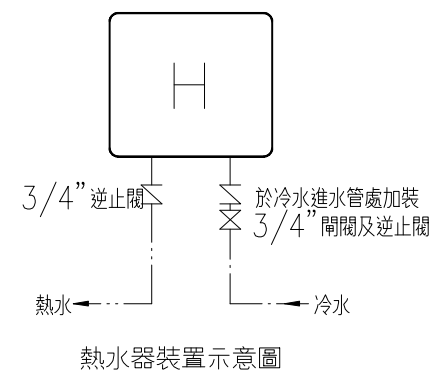 H
3/4” 逆止閥
於冷水進水管處加裝
3/4” 閘閥及逆止閥
熱水
冷水
熱水器裝置示意圖